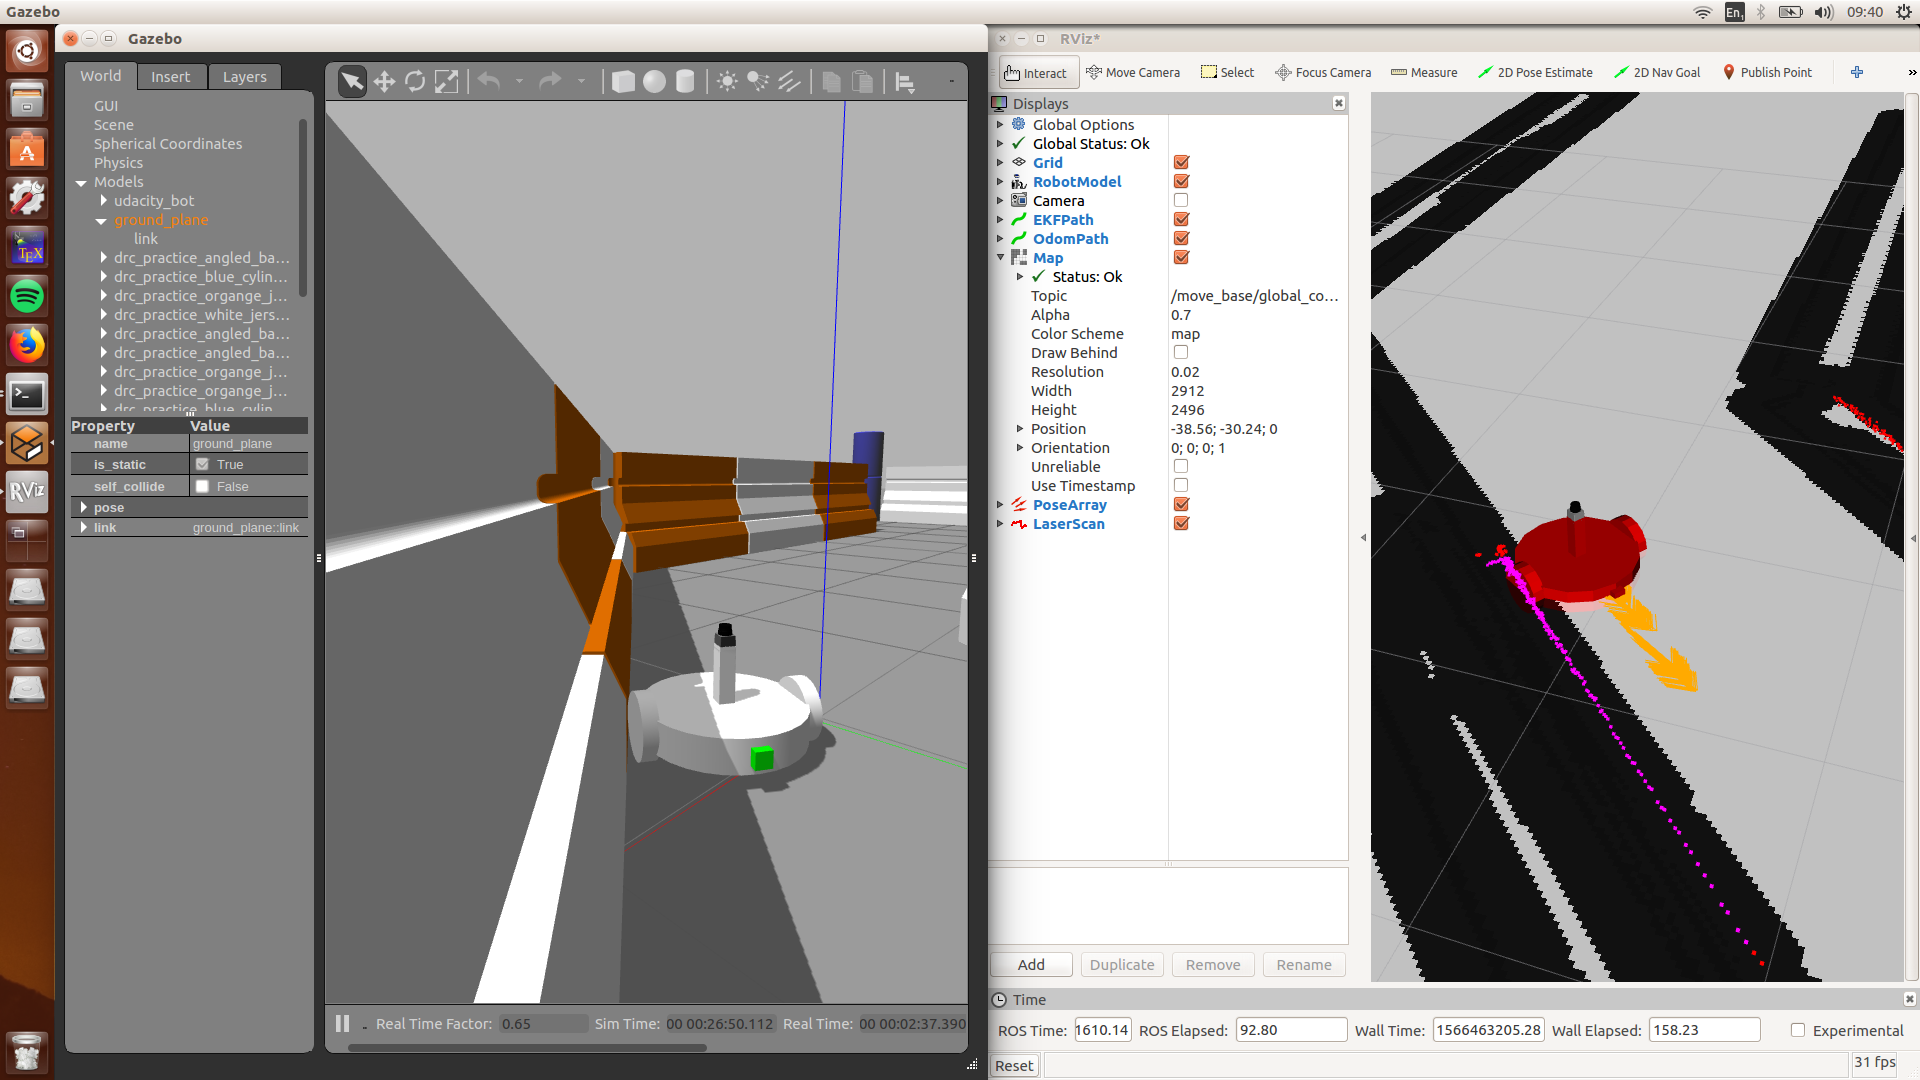 Gazebo
En
09:40
Gazebo
World Insert Layers
GUI
Scene
Spherical Coordinates
Physics
Models
udacity_bot
ground_plane
link
drc_practice_angled_ba...
drc_practice_blue_cylin...
drc_practice_organge_j...
drc_practice_white_jers...
drc_practice_angled_ba...
drc_practice_angled_ba...
drc_practice_organge_j...
drc_practice_organge_j...
drc_practice_blue_cylin
Property Value
name ground_plane
is_static True
self_collide False
pose
link ground_plane::link
Real Time Factor: 0.65 Sim Time: 00 00:26:50.112 Real Time: 00 00:02:37.390
TEX
RViz
RViz*
Interact Move Camera Select Focus Camera Measure 2D Pose Estimate 2D Nav Goal Publish Point »
Displays
Global Options
Global Status: Ok
Grid
RobotModel
Camera
EKFPath
OdomPath
Map
Status: Ok
Topic /move_base/global_co...
Alpha 0.7
Color Scheme map
Draw Behind
Resolution 0.02
Width 2912
Height 2496
Position -38.56; -30.24; 0
Orientation 0; 0; 0; 1
Unreliable
Use Timestamp
PoseArray
LaserScan
Add Duplicate Remove Rename
Time
ROS Time: 1610.14 ROS Elapsed: 92.80 Wall Time: 1566463205.28 Wall Elapsed: 158.23 Experimental
Reset 31 fps